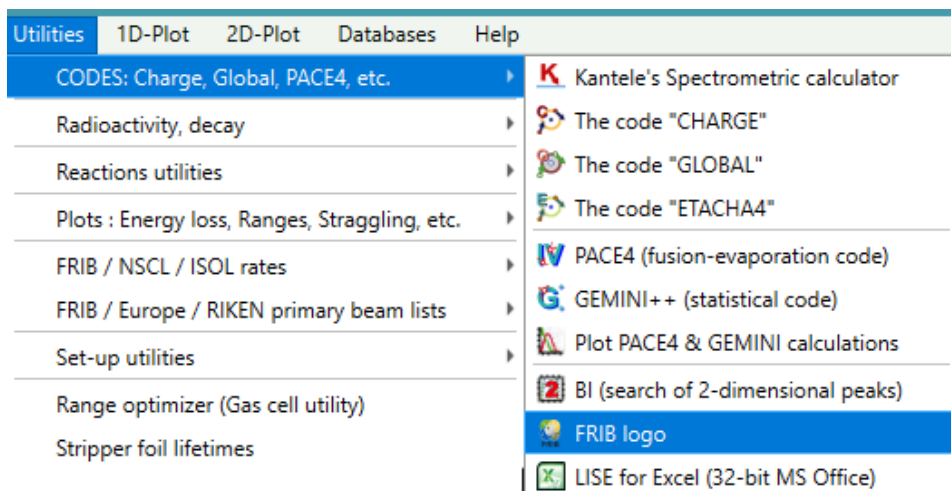 Utilities 1D-Plot 2D-Plot Databases Help
CODES: Charge, Global, PACE4, etc.
Radioactivity, decay
Reactions utilities
Plots : Energy loss, Ranges, Straggling, etc.
FRIB / NSCL / ISOL rates
FRIB / Europe / RIKEN primary beam lists
Set-up utilities
Range optimizer (Gas cell utility)
Stripper foil lifetimes
Kantele's Spectrometric calculator
The code "CHARGE"
The code "GLOBAL"
The code "ETACHA4"
PACE4 (fusion-evaporation code)
GEMINI++ (statistical code)
Plot PACE4 & GEMINI calculations
BI (search of 2-dimensional peaks)
FRIB logo
LISE for Excel (32-bit MS Office)